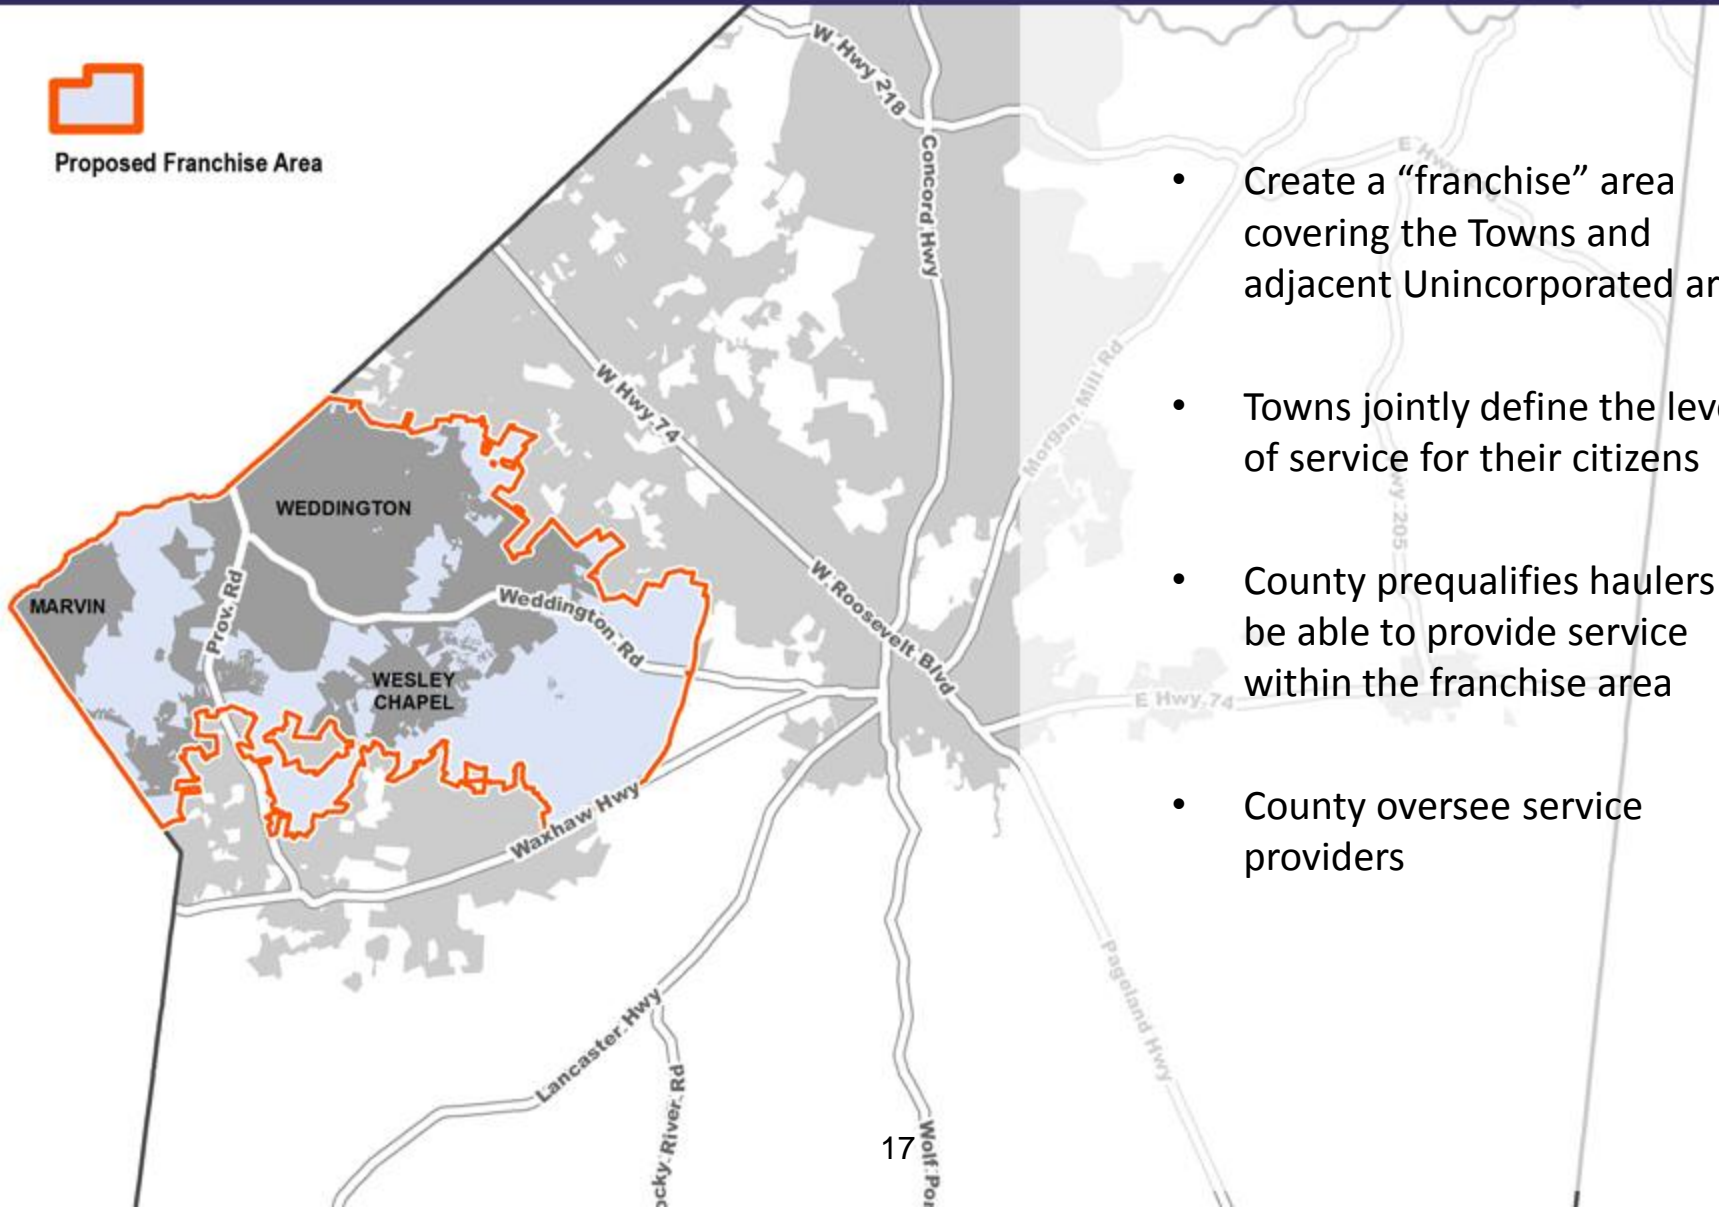 Proposed Franchise Area
W Hwy 218
Concord Hwy
W Hwy 74
Morgan Mill Rd
WEDDINGTON
MARVIN
Prov. Rd
Weddington Rd
WESLEY
CHAPEL
W Roosevelt Blvd
E Hwy 74
Waxhaw Hwy
Lancaster Hwy
Pageland Hwy
River Rd
Wolf
• Create a “franchise” area
covering the Towns and
adjacent Unincorporated
• Towns jointly define the
of service for their citizens
• County prequalifies haulers
be able to provide service
within the franchise area
• County oversee service
providers
17